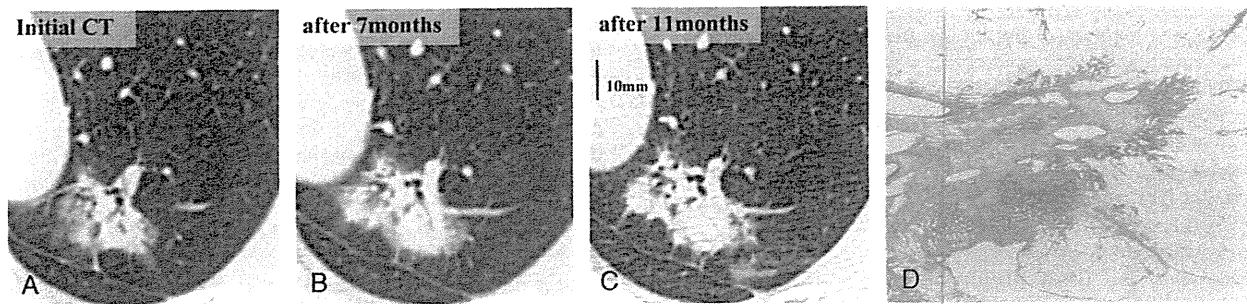 Initial CT
after 7months
after 11months
10mm
A
B
C
D